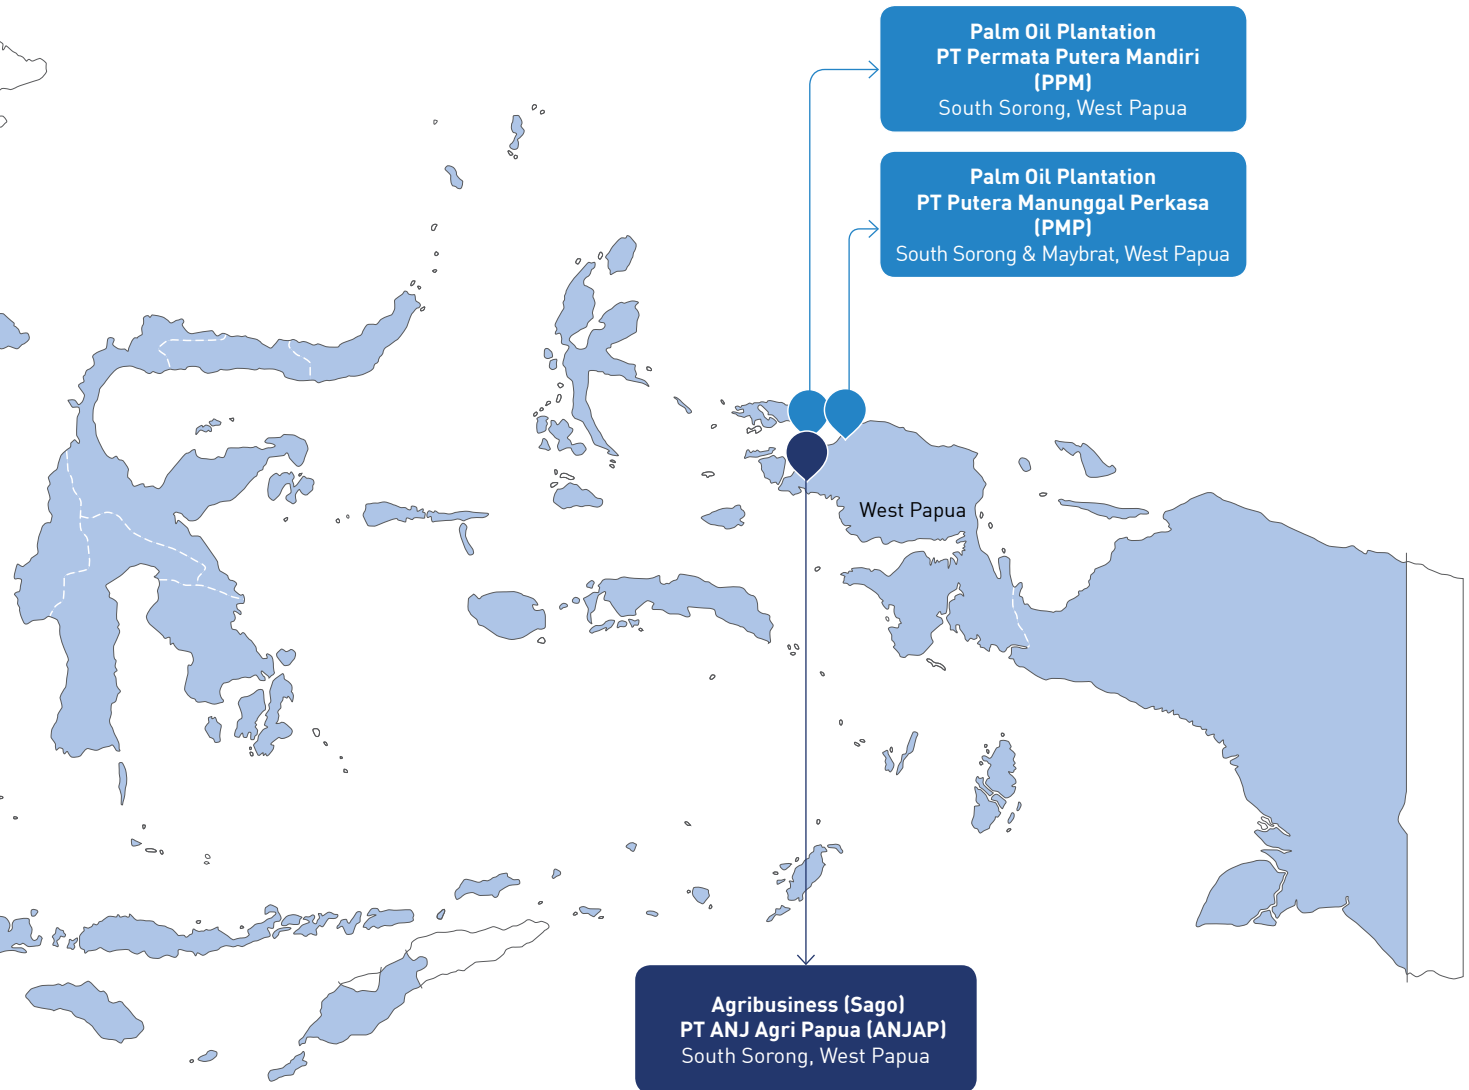 Palm Oil Plantation
PT Permata Putera Mandiri
(PPM)
South Sorong, West Papua
Palm Oil Plantation
PT Putera Manunggal Perkasa
(PMP)
South Sorong & Maybrat, West Papua
West Papua
Agribusiness (Sago)
PT ANJ Agri Papua (ANJAP)
South Sorong, West Papua